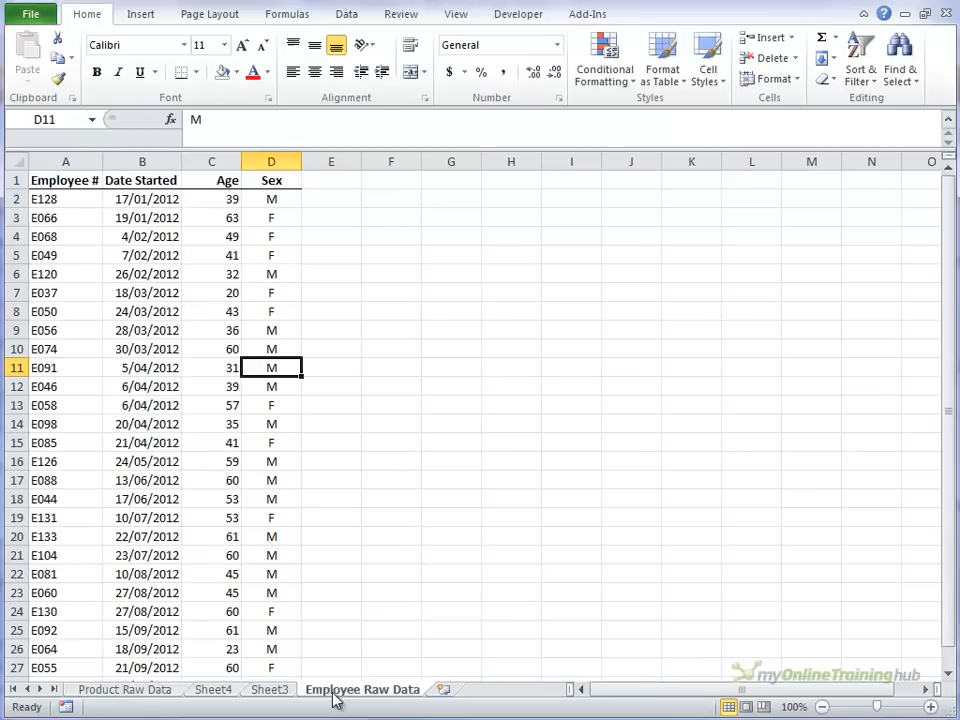 File Home Insert Page Layout Formulas Data Review View Developer Add-Ins
Calibri 11 General Insert
Paste Conditional Format Cell Delete Sort & Find &
Formatting as Table Styles Format Filter Select
Clipboard Font Alignment Number Styles Cells Editing
D11 fx M
A B C D E F G H I J K L M N O
1 Employee # Date Started Age Sex
2 E128 17/01/2012 39 M
3 E066 19/01/2012 63 F
4 E068 4/02/2012 49 F
5 E049 7/02/2012 41 F
6 E120 26/02/2012 32 M
7 E037 18/03/2012 20 F
8 E050 24/03/2012 43 F
9 E056 28/03/2012 36 M
10 E074 30/03/2012 60 M
11 E091 5/04/2012 31 M
12 E046 6/04/2012 39 M
13 E058 6/04/2012 57 F
14 E098 20/04/2012 35 M
15 E085 21/04/2012 41 F
16 E126 24/05/2012 59 M
17 E088 13/06/2012 60 M
18 E044 17/06/2012 53 M
19 E131 10/07/2012 53 F
20 E133 22/07/2012 61 M
21 E104 23/07/2012 60 M
22 E081 10/08/2012 45 M
23 E060 27/08/2012 45 M
24 E130 27/08/2012 60 F
25 E092 15/09/2012 61 M
26 E064 18/09/2012 23 M
27 E055 21/09/2012 60 F
myOnlineTraininghub
Product Raw Data Sheet4 Sheet3 Employee Raw Data
Ready 100%